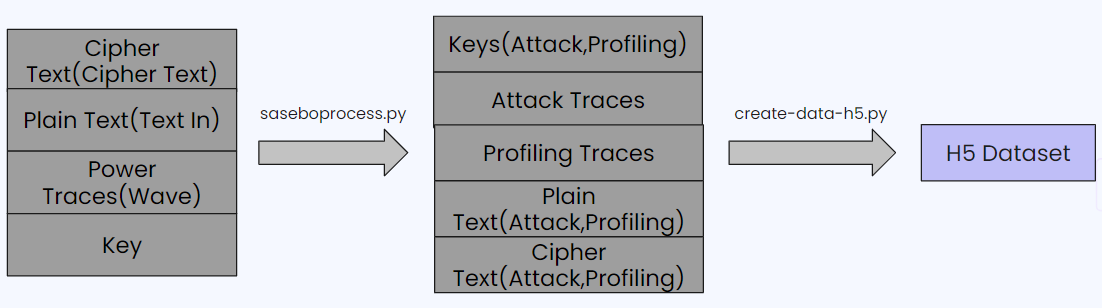 Cipher
Text(Cipher Text)
Plain Text(Text In)
Power
Traces(Wave)
Key
saseboprocess.py
Keys(Attack,Profiling)
Attack Traces
Profiling Traces
Plain
Text(Attack,Profiling)
Cipher
Text(Attack,Profiling)
create-data-h5.py
H5 Dataset